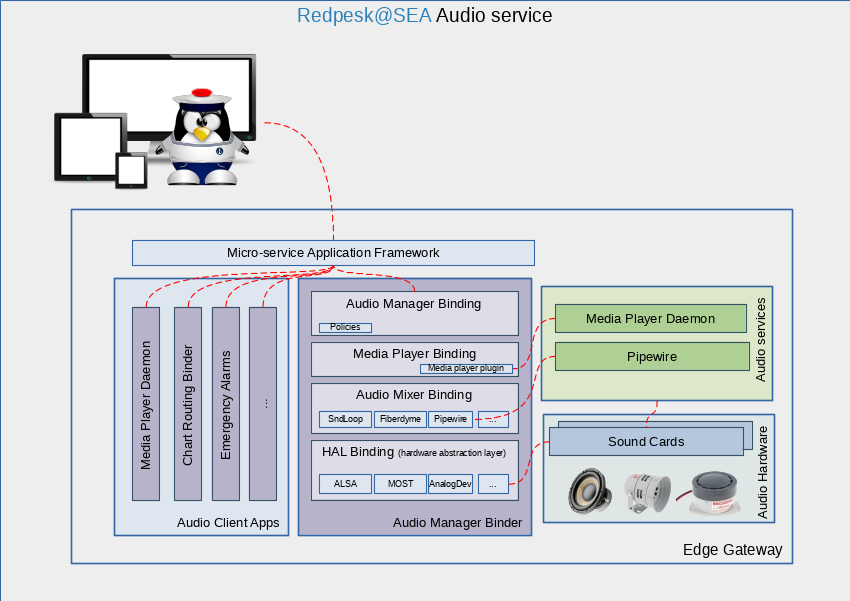 Redpesk@SEA Audio service
Micro-service Application Framework
Media Player Daemon
Chart Routing Binder
Emergency Alarms
...
Audio Client Apps
Audio Manager Binding
Policies
Media Player Binding
Media player plugin
Audio Mixer Binding
SndLoop
Fiberdyme
Pipewire
...
HAL Binding (hardware abstraction layer)
ALSA
MOST
AnalogDev
...
Audio Manager Binder
Media Player Daemon
Pipewire
Audio services
Sound Cards
Audio Hardware
Edge Gateway